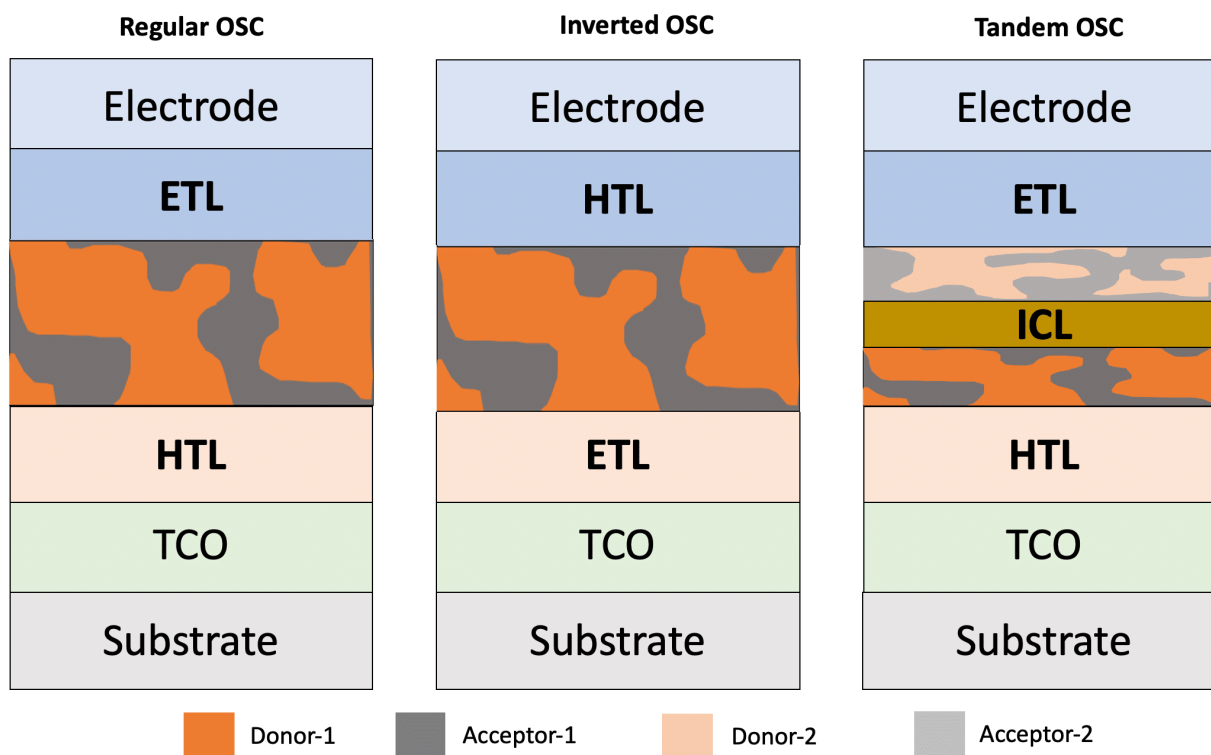 Regular OSC
Inverted OSC
Tandem OSC
Electrode
ETL
HTL
TCO
Substrate
Electrode
HTL
ETL
TCO
Substrate
Electrode
ETL
ICL
HTL
TCO
Substrate
Donor-1
Acceptor-1
Donor-2
Acceptor-2